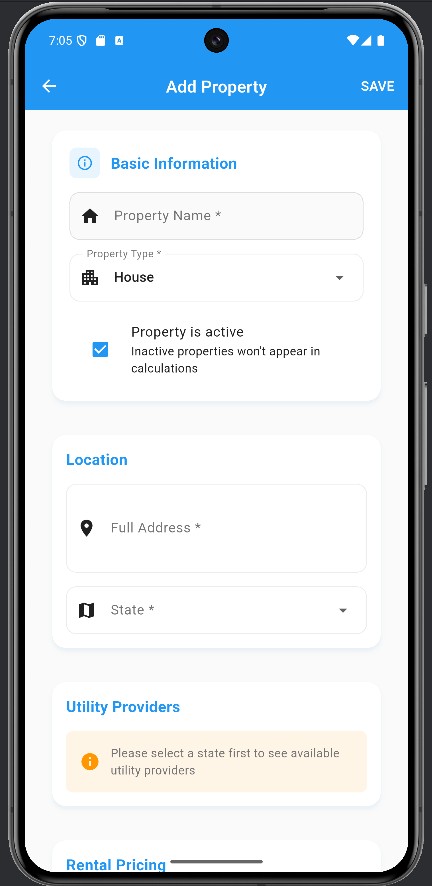 7:05
A
Add Property
SAVE
Basic Information
Property Name *
Property Type *
House
Property is active
Inactive properties won't appear in
calculations
Location
Full Address *
State *
Utility Providers
Please select a state first to see available
utility providers
Rental Pricing